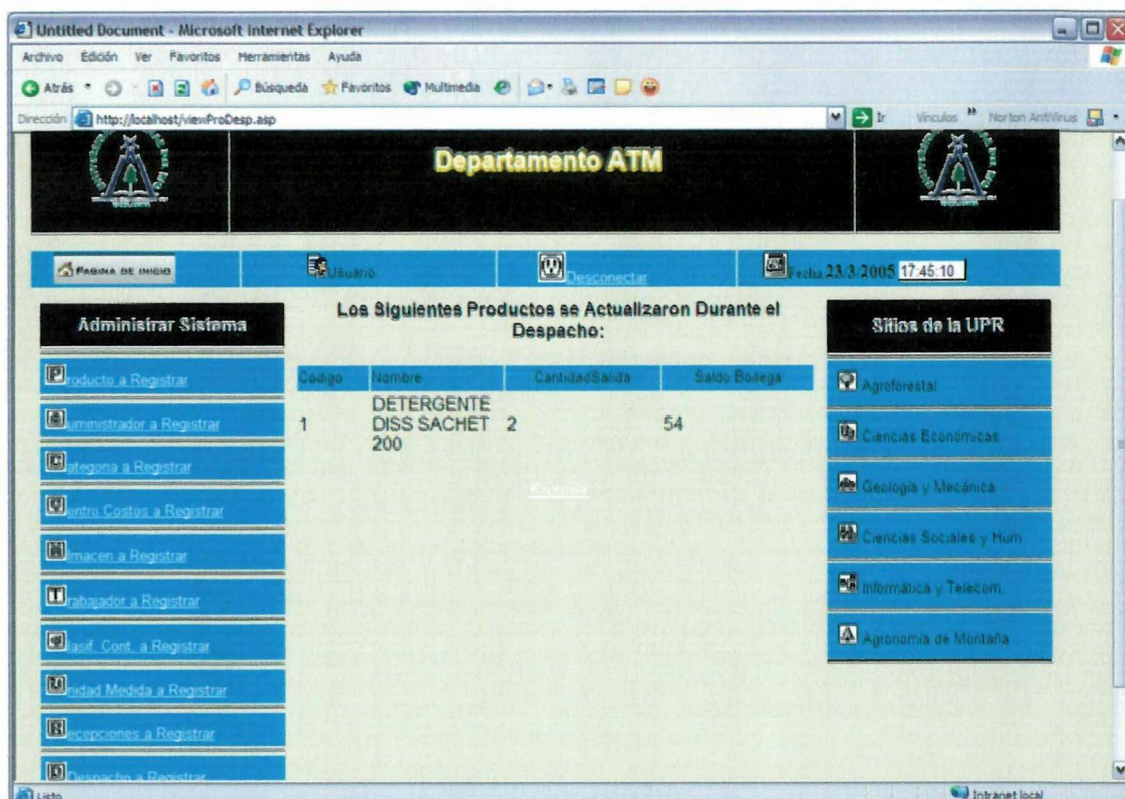 Untitled Document - Microsoft Internet Explorer
Archivo Edición Ver Favoritos Herramientas Ayuda
Atrás Búsqueda Favoritos Multimedia
Dirección http://localhost/viewProDesp.asp Ir Vínculos » Norton AntiVirus
Departamento ATM
PAGINA DE INICIO Usuario Desconectar Fecha 23/3/2005 17:45:10
Administrar Sistema
Producto a Registrar
Suministrador a Registrar
Categoria a Registrar
Centro Costos a Registrar
Almacen a Registrar
Trabajador a Registrar
Clasif. Cont. a Registrar
Unidad Medida a Registrar
Recepciones a Registrar
Despacho a Registrar
Los Siguientes Productos se Actualizaron Durante el
Despacho:
Codigo Nombre CantidadSalida Saldo Bodega
1 DETERGENTE DISS SACHET 200 2 54
Sitios de la UPR
Agroforestal
Ciencias Económicas
Geología y Mecánica
Ciencias Sociales y Hum
Informática y Telecom.
Agronomía de Montaña
Listo Intranet local